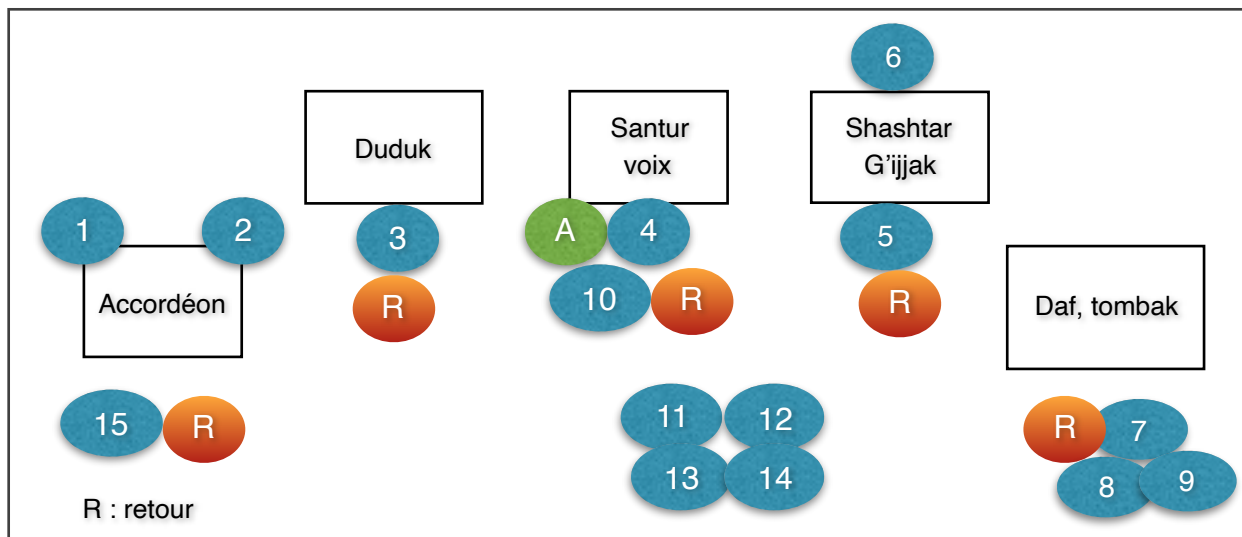 6
Duduk
Santur
voix
Shashtar
G'ijjak
1
2
3
A
4
5
Accordéon
R
10
R
R
Daf, tombak
15
R
11
12
R
7
13
14
8
9
R : retour